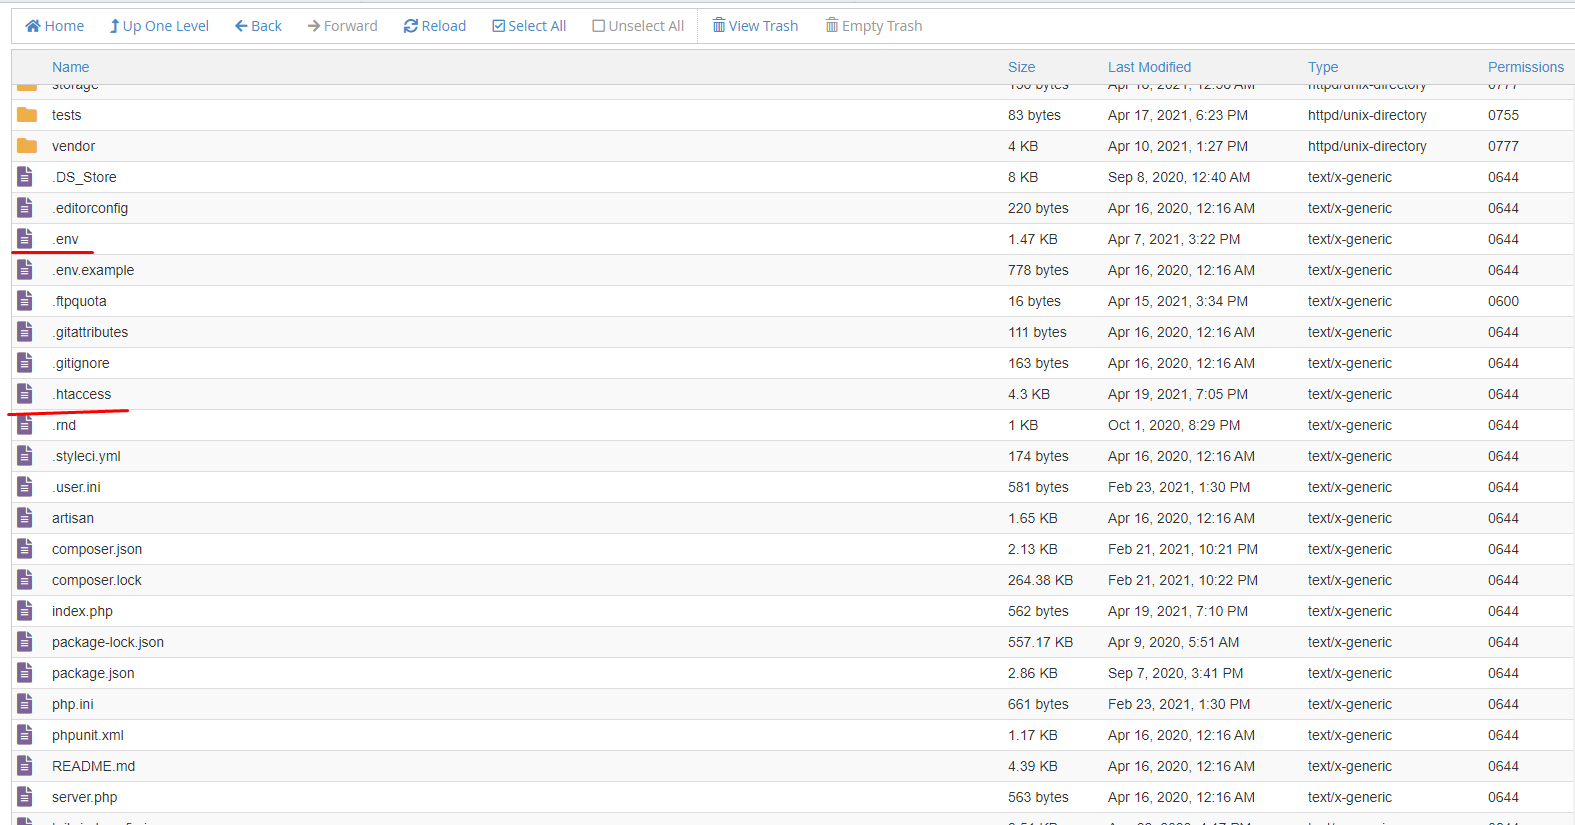 Home Up One Level Back Forward Reload Select All Unselect All View Trash Empty Trash
Name Size Last Modified Type Permissions
storage httpd/unix-directory 0777
tests 83 bytes Apr 17, 2021, 6:23 PM httpd/unix-directory 0755
vendor 4 KB Apr 10, 2021, 1:27 PM httpd/unix-directory 0777
.DS_Store 8 KB Sep 8, 2020, 12:40 AM text/x-generic 0644
.editorconfig 220 bytes Apr 16, 2020, 12:16 AM text/x-generic 0644
.env 1.47 KB Apr 7, 2021, 3:22 PM text/x-generic 0644
.env.example 778 bytes Apr 16, 2020, 12:16 AM text/x-generic 0644
.ftpquota 16 bytes Apr 15, 2021, 3:34 PM text/x-generic 0600
.gitattributes 111 bytes Apr 16, 2020, 12:16 AM text/x-generic 0644
.gitignore 163 bytes Apr 16, 2020, 12:16 AM text/x-generic 0644
.htaccess 4.3 KB Apr 19, 2021, 7:05 PM text/x-generic 0644
.rnd 1 KB Oct 1, 2020, 8:29 PM text/x-generic 0644
.styleci.yml 174 bytes Apr 16, 2020, 12:16 AM text/x-generic 0644
.user.ini 581 bytes Feb 23, 2021, 1:30 PM text/x-generic 0644
artisan 1.65 KB Apr 16, 2020, 12:16 AM text/x-generic 0644
composer.json 2.13 KB Feb 21, 2021, 10:21 PM text/x-generic 0644
composer.lock 264.38 KB Feb 21, 2021, 10:22 PM text/x-generic 0644
index.php 562 bytes Apr 19, 2021, 7:10 PM text/x-generic 0644
package-lock.json 557.17 KB Apr 9, 2020, 5:51 AM text/x-generic 0644
package.json 2.86 KB Sep 7, 2020, 3:41 PM text/x-generic 0644
php.ini 661 bytes Feb 23, 2021, 1:30 PM text/x-generic 0644
phpunit.xml 1.17 KB Apr 16, 2020, 12:16 AM text/x-generic 0644
README.md 4.39 KB Apr 16, 2020, 12:16 AM text/x-generic 0644
server.php 563 bytes Apr 16, 2020, 12:16 AM text/x-generic 0644